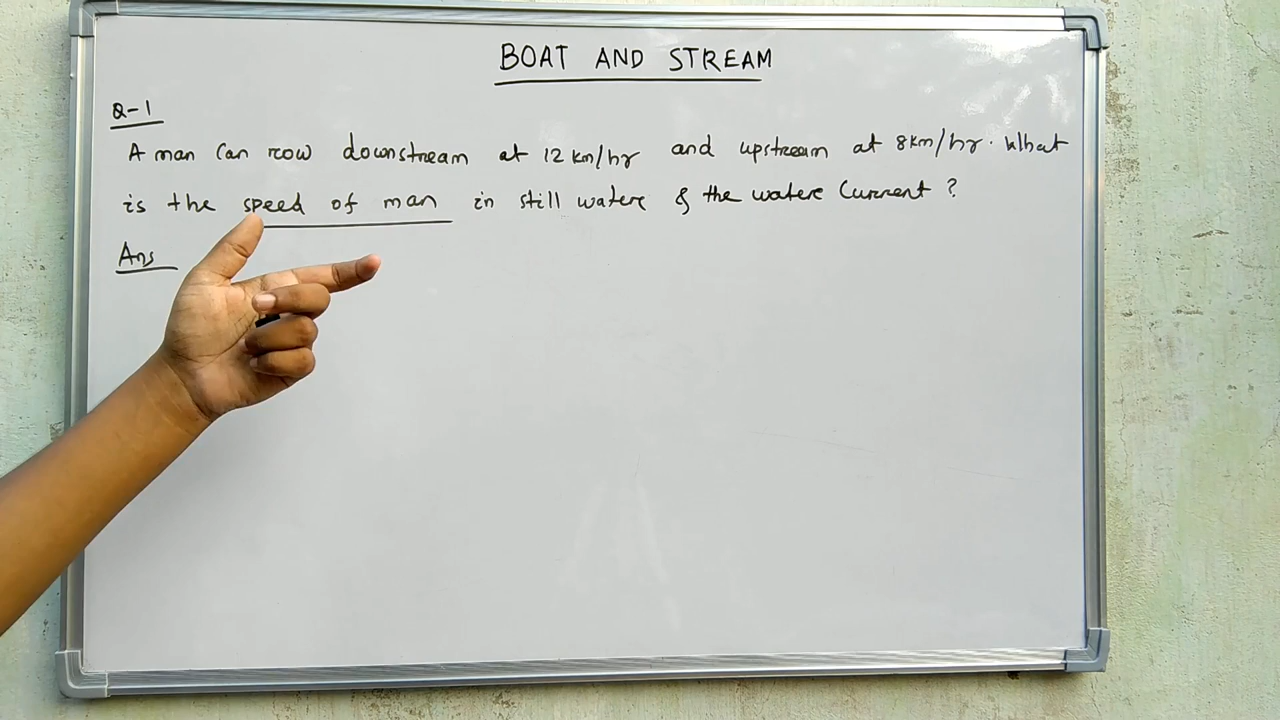 BOAT AND STREAM
Q-1
A man can row downstream at 12 km/hr and upstream at 8km/hr. What
is the speed of man in still water & the water current ?
Ans